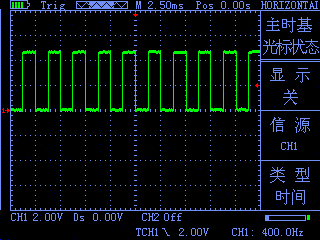 Trig M 2.50ms Pos 0.00s HORIZONTAL
主时基
光标状态
显 示
关
信 源
CH1
类 型
时间
1
CH1 2.00V Ds 0.00V CH2 Off
TCH1 2.00V CH1: 400.0Hz